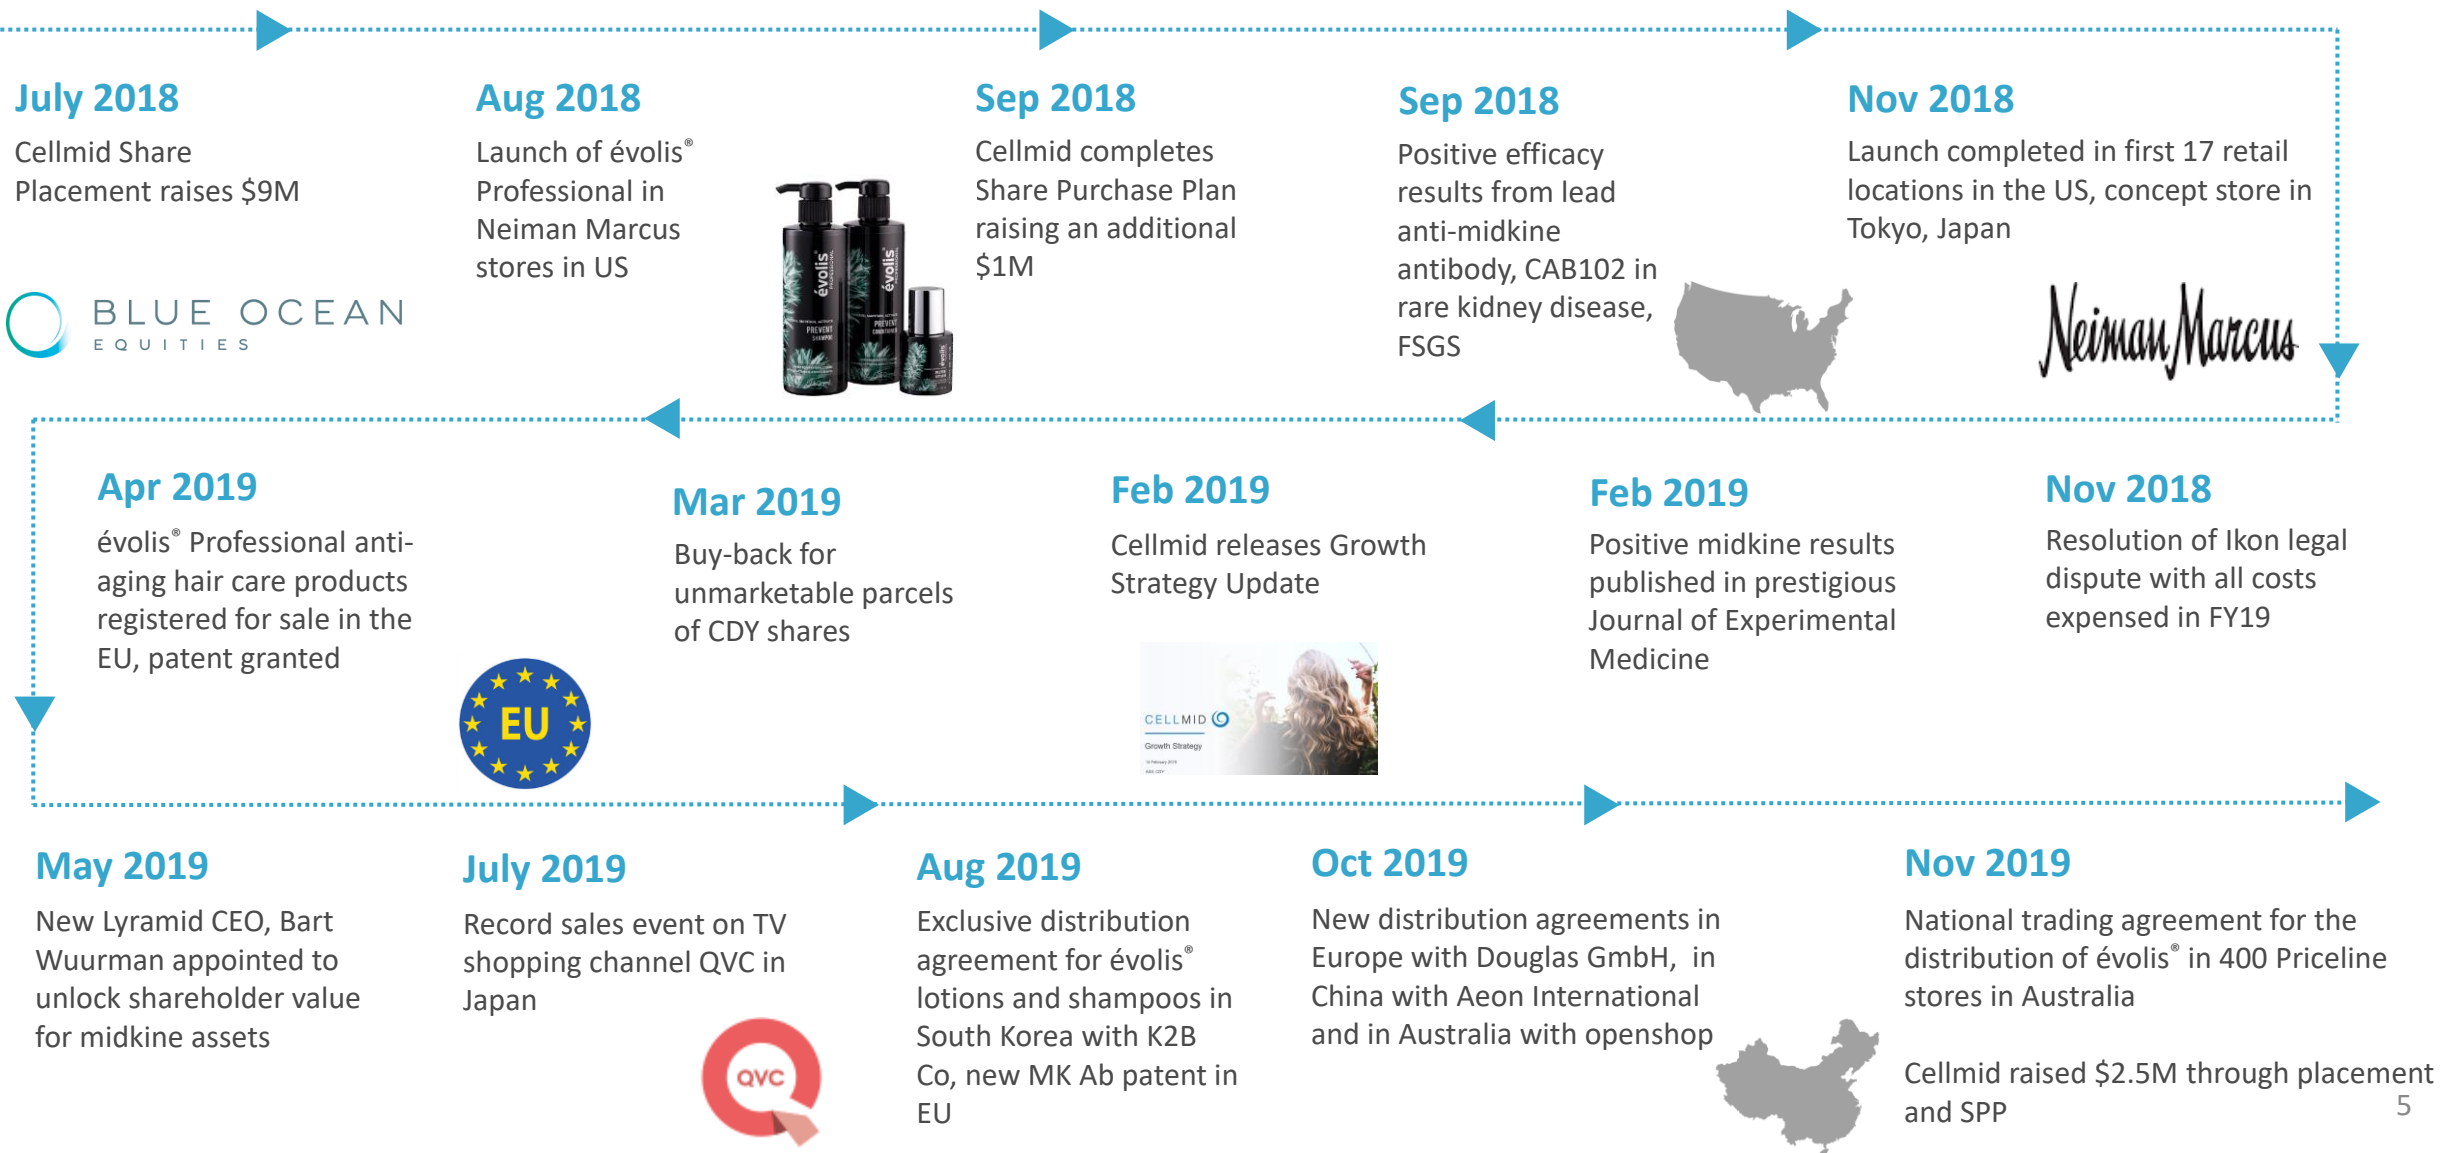 July 2018
Cellmid Share
Placement raises $9M
BLUE OCEAN
EQUITIES
Aug 2018
Launch of évolis®
Professional in
Neiman Marcus
stores in US
évolis®
PROFESSIONAL
PREVENT
SHAMPOO
évolis®
PROFESSIONAL
PREVENT
CONDITIONER
évolis
Sep 2018
Cellmid completes
Share Purchase Plan
raising an additional
$1M
Sep 2018
Positive efficacy
results from lead
anti-midkine
antibody, CAB102 in
rare kidney disease,
FSGS
Nov 2018
Launch completed in first 17 retail
locations in the US, concept store in
Tokyo, Japan
Neiman Marcus
Nov 2018
Resolution of Ikon legal
dispute with all costs
expensed in FY19
Feb 2019
Positive midkine results
published in prestigious
Journal of Experimental
Medicine
Feb 2019
Cellmid releases Growth
Strategy Update
CELLMID
Growth Strategy
Mar 2019
Buy-back for
unmarketable parcels
of CDY shares
Apr 2019
évolis® Professional anti-
aging hair care products
registered for sale in the
EU, patent granted
EU
May 2019
New Lyramid CEO, Bart
Wuurman appointed to
unlock shareholder value
for midkine assets
July 2019
Record sales event on TV
shopping channel QVC in
Japan
QVC
Aug 2019
Exclusive distribution
agreement for évolis®
lotions and shampoos in
South Korea with K2B
Co, new MK Ab patent in
EU
Oct 2019
New distribution agreements in
Europe with Douglas GmbH, in
China with Aeon International
and in Australia with openshop
Nov 2019
National trading agreement for the
distribution of évolis® in 400 Priceline
stores in Australia
Cellmid raised $2.5M through placement
and SPP
5